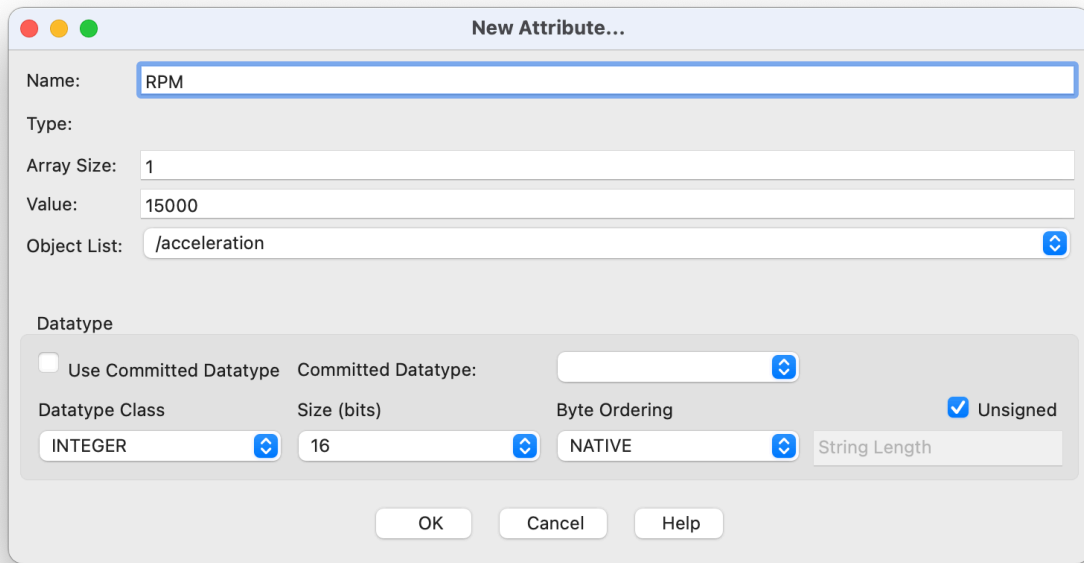 New Attribute...
Name: RPM
Type:
Array Size: 1
Value: 15000
Object List: /acceleration
Datatype
Use Committed Datatype Committed Datatype:
Datatype Class Size (bits) Byte Ordering Unsigned
INTEGER 16 NATIVE String Length
OK Cancel Help